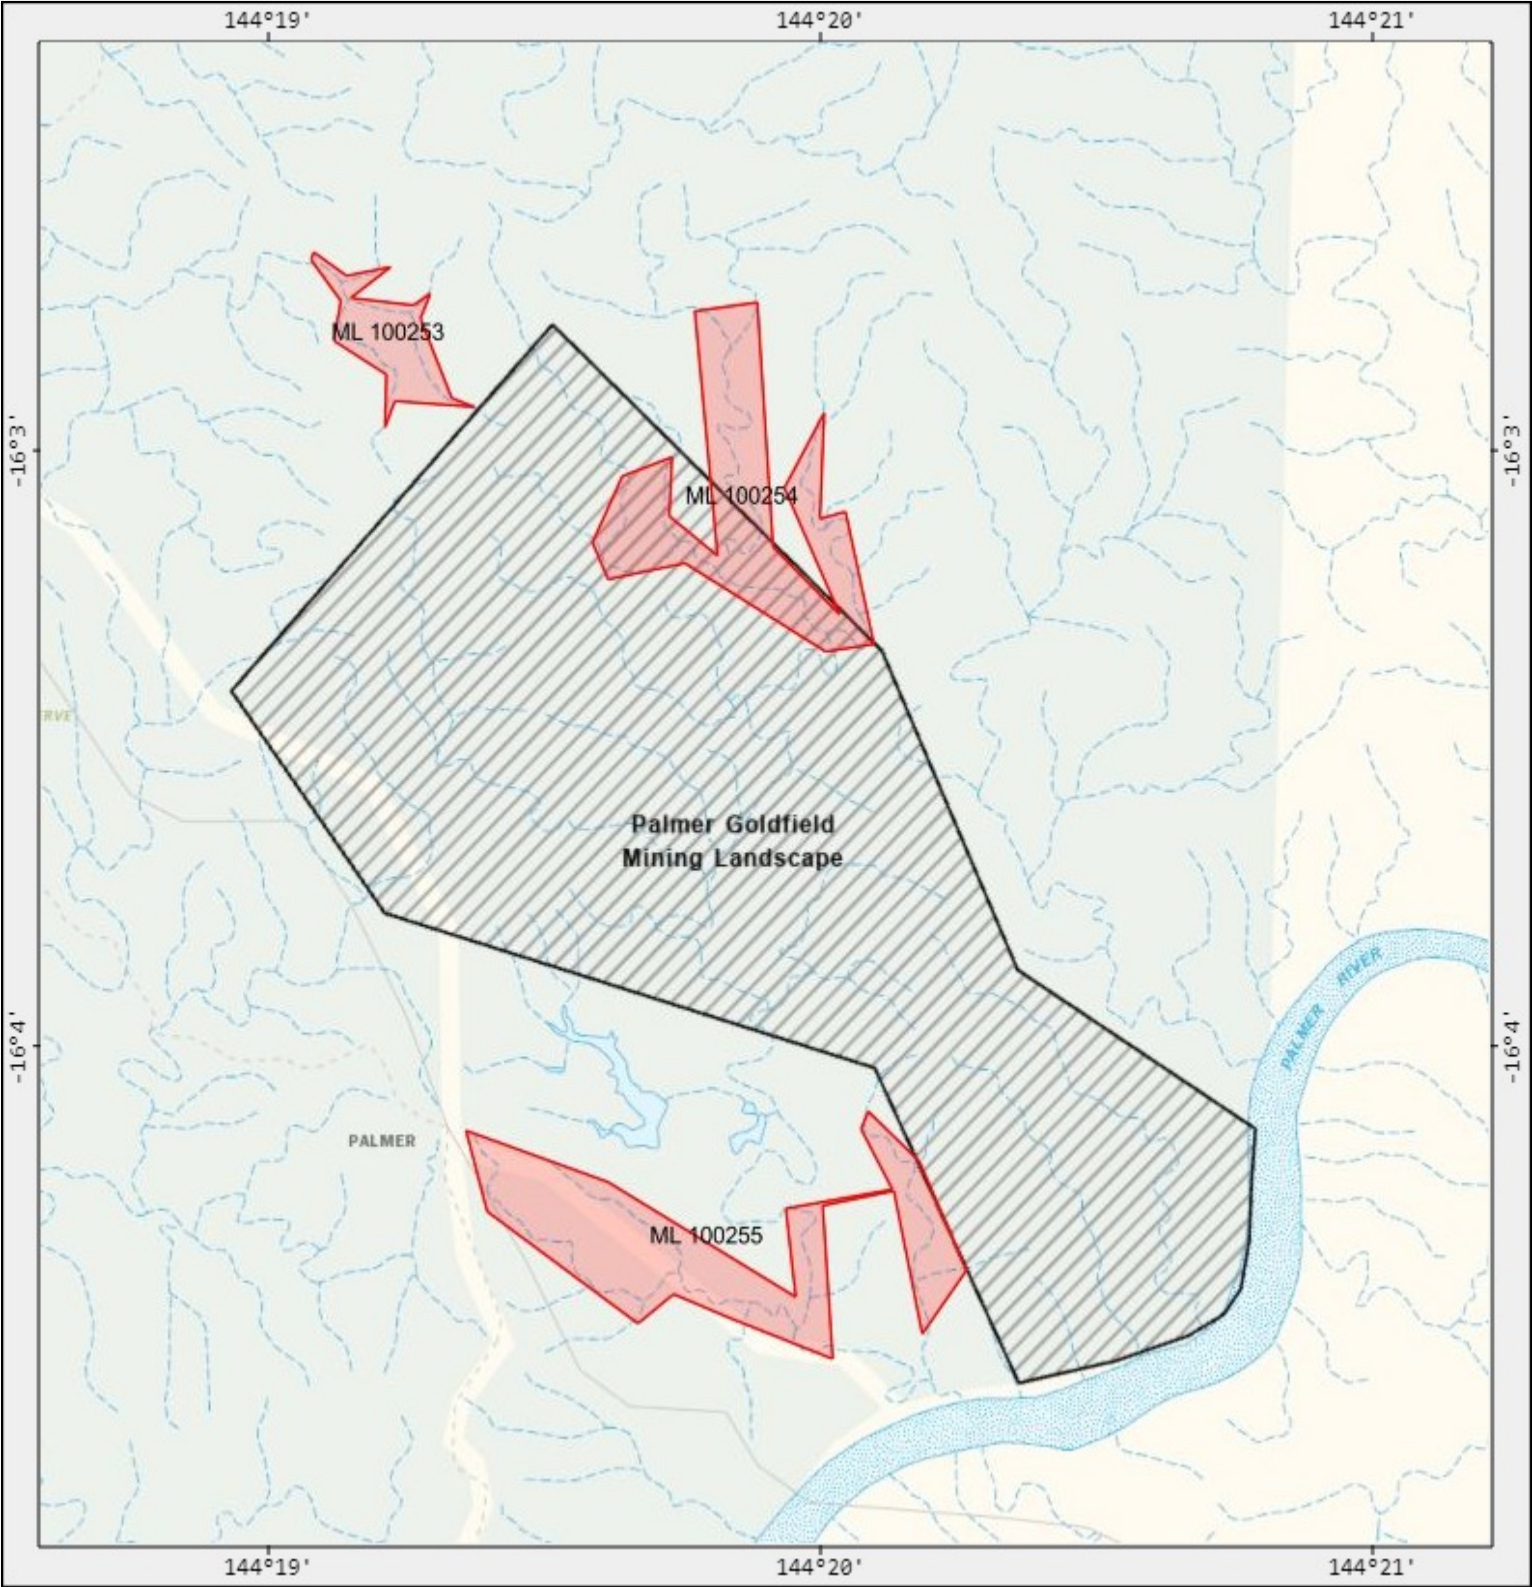 144°19' 144°20' 144°21'
ML 100253
-16°3' -16°3'
ML 100254
RVE
Palmer Goldfield
Mining Landscape
PALMER RIVER
-16°4' -16°4'
PALMER
ML 100255
144°19' 144°20' 144°21'